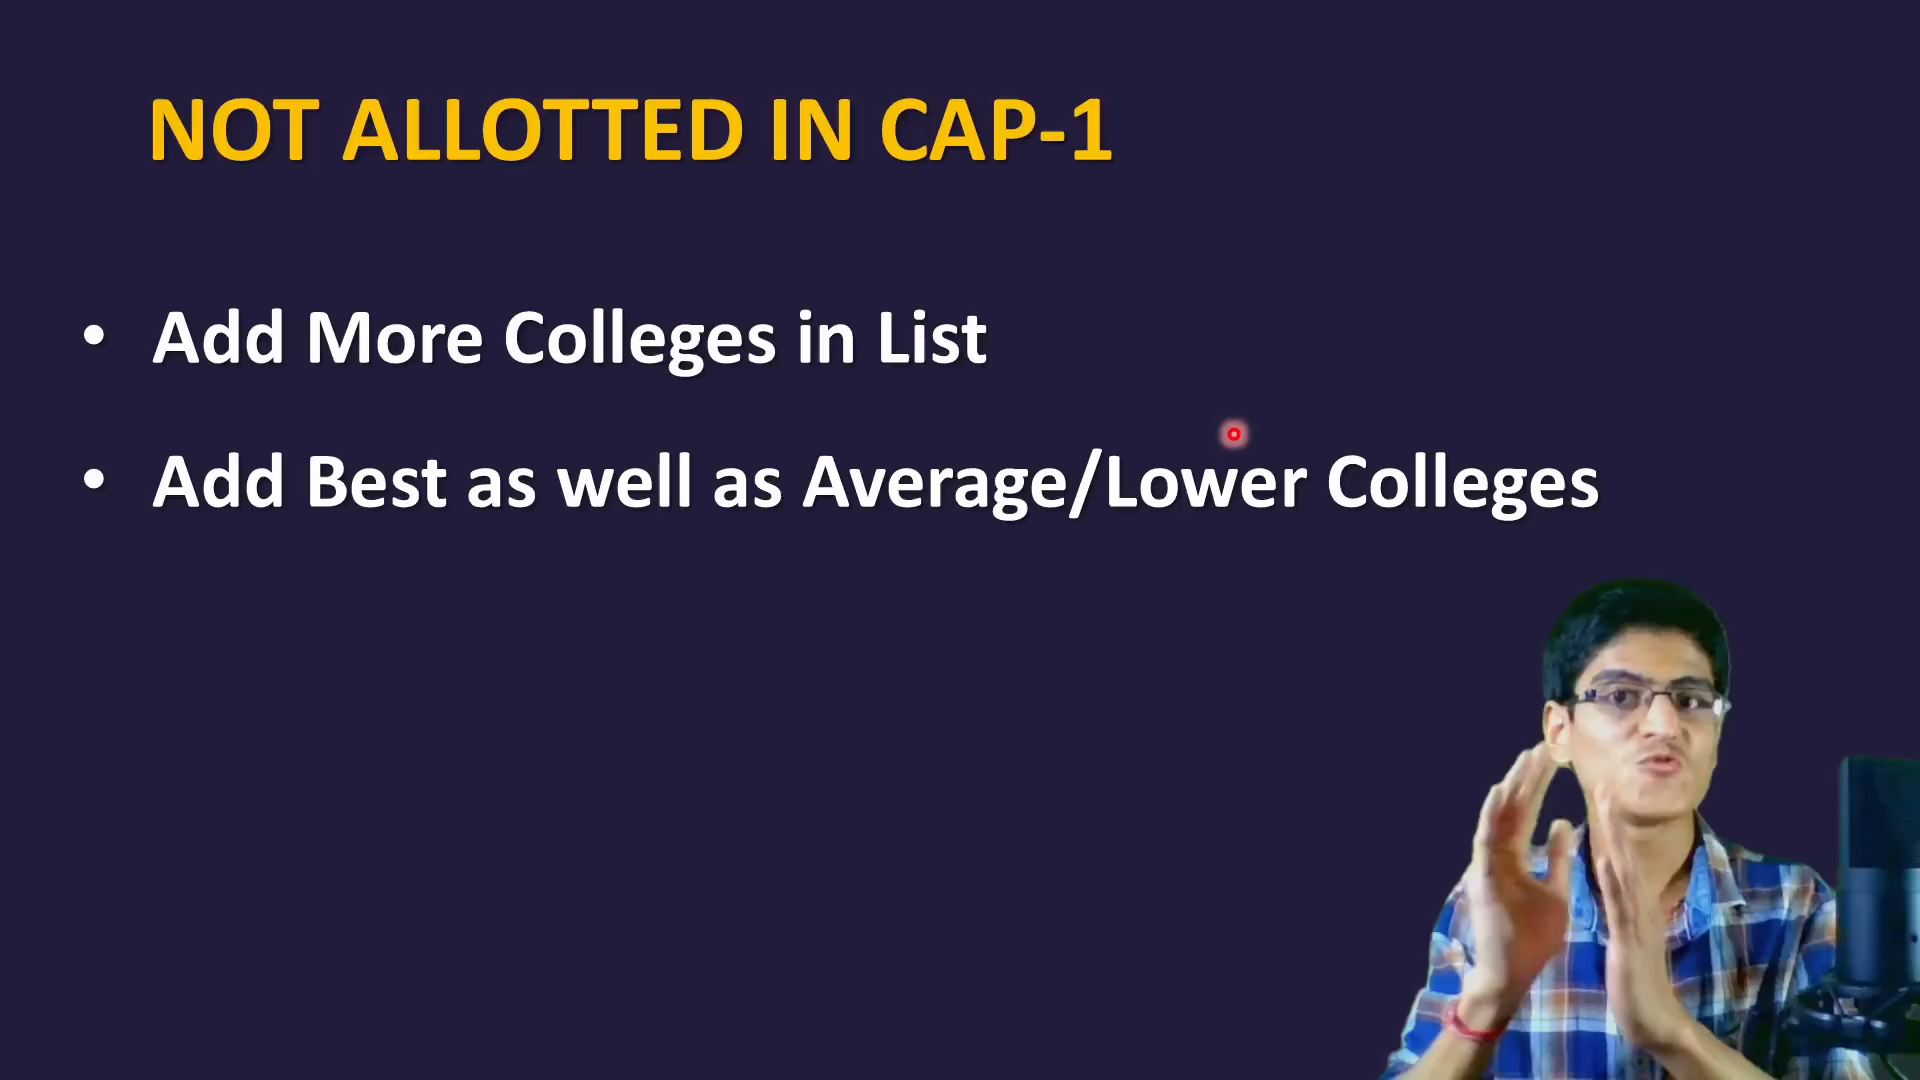 NOT ALLOTTED IN CAP-1
• Add More Colleges in List
• Add Best as well as Average/Lower Colleges